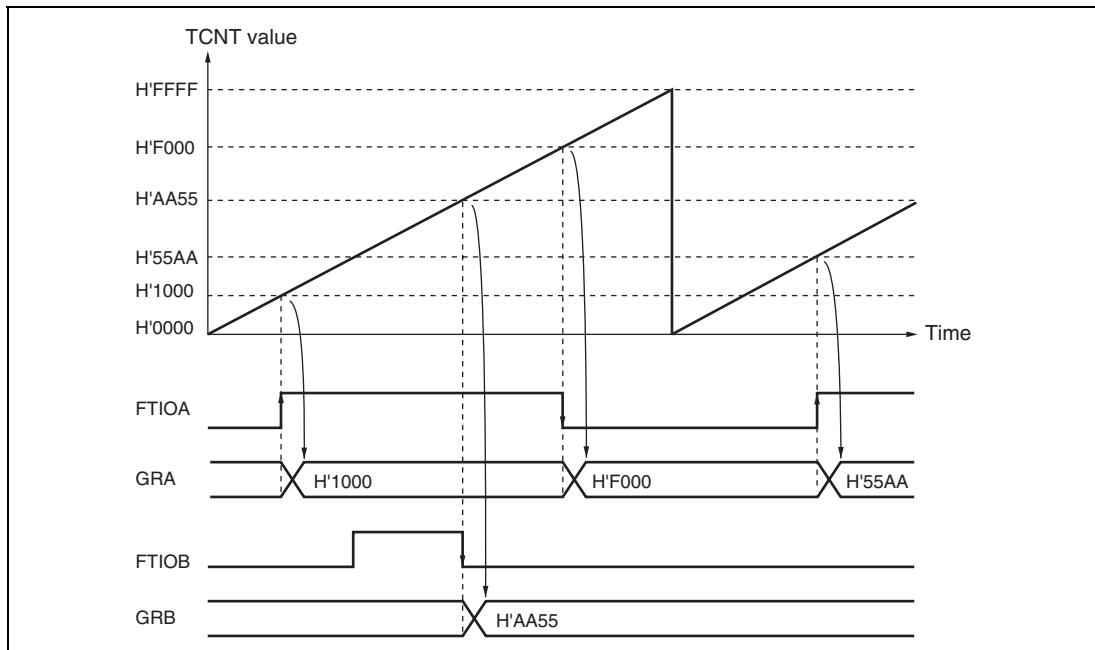 TCNT value
H'FFFF
H'F000
H'AA55
H'55AA
H'1000
H'0000
Time
FTIOA
GRA
H'1000
H'F000
H'55AA
FTIOB
GRB
H'AA55